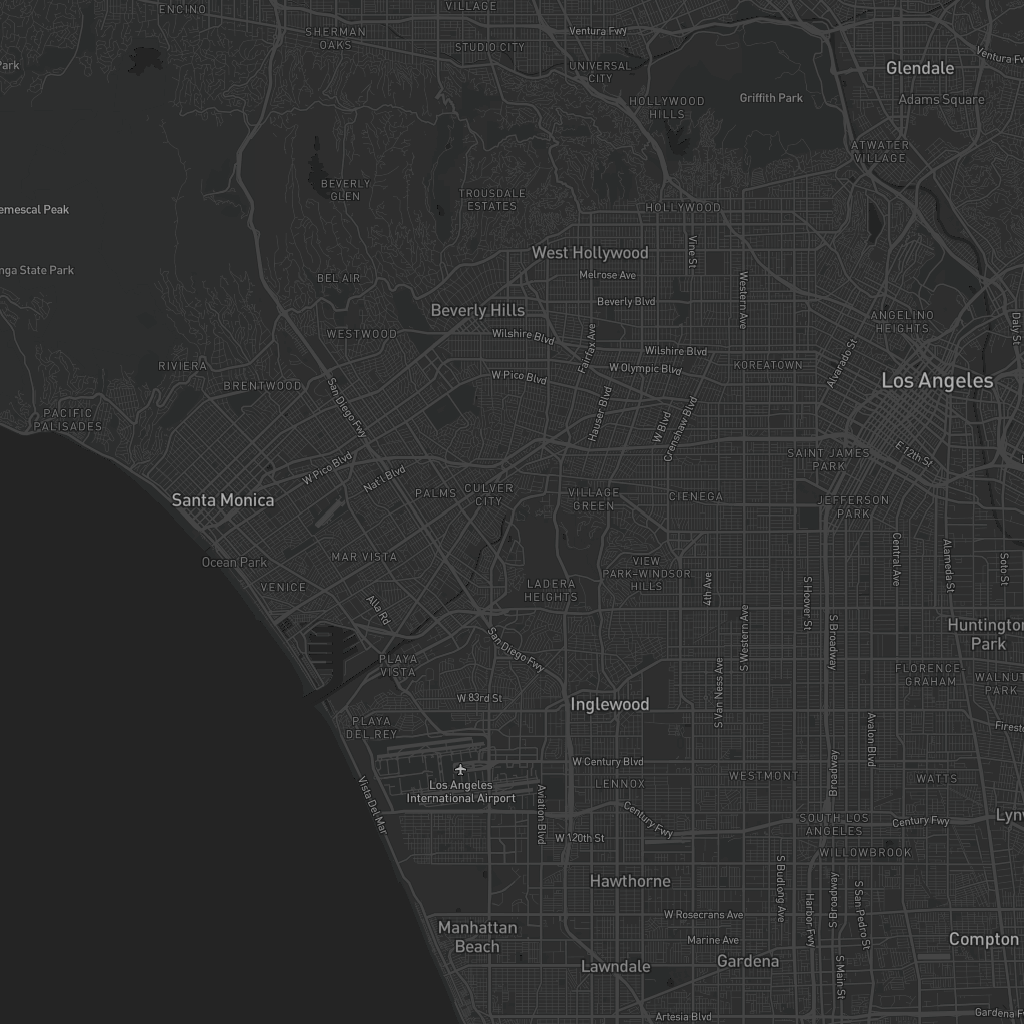 VILLAGE
ENCINO
SHERMAN
OAKS
Ventura Fwy
STUDIO CITY
Ventura Fw
Park
UNIVERSAL
CITY
Glendale
Griffith Park
Adams Square
HOLLYWOOD
HILLS
ATWATER
VILLAGE
BEVERLY
GLEN
TROUSDALE
ESTATES
emescal Peak
HOLLYWOOD
Vine St
West Hollywood
nga State Park
BEL AIR
Melrose Ave
Western Ave
Beverly Blvd
Beverly Hills
ANGELINO
HEIGHTS
Daly St
WESTWOOD
Wilshire Blvd
Fairfax Ave
Wilshire Blvd
RIVIERA
KOREATOWN
Alvarado St
W Olympic Blvd
W Pico Blvd
BRENTWOOD
Los Angeles
San Diego Fwy
Hauser Blvd
PACIFIC
PALISADES
W Blvd
Crenshaw Blvd
E 12th St
SAINT JAMES
PARK
W Pico Blvd
Nat'l Blvd
PALMS
CULVER
CITY
VILLAGE
GREEN
CIENEGA
Santa Monica
JEFFERSON
PARK
Central Ave
Alameda St
Soto St
Ocean Park
MAR VISTA
VIEW
PARK-WINDSOR
HILLS
VENICE
LADERA
HEIGHTS
4th Ave
S Hoover St
Alla Rd
S Western Ave
S Broadway
Huntington
Park
San Diego Fwy
PLAYA
VISTA
FLORENCE-
GRAHAM
WALNUT
PARK
S Van Ness Ave
W 83rd St
Inglewood
PLAYA
DEL REY
Firesto
Avalon Blvd
W Century Blvd
Broadway
LENNOX
WESTMONT
WATTS
Los Angeles
International Airport
Vista Del Mar
Aviation Blvd
Century Fwy
SOUTH LOS
ANGELES
Century Fwy
Lynw
W 120th St
WILLOWBROOK
Hawthorne
S Budlong Ave
Harbor Fwy
S Broadway
S San Pedro St
W Rosecrans Ave
Manhattan
Beach
Marine Ave
Compton
Lawndale
Gardena
S Main St
Artesia Blvd
Gardena Fw